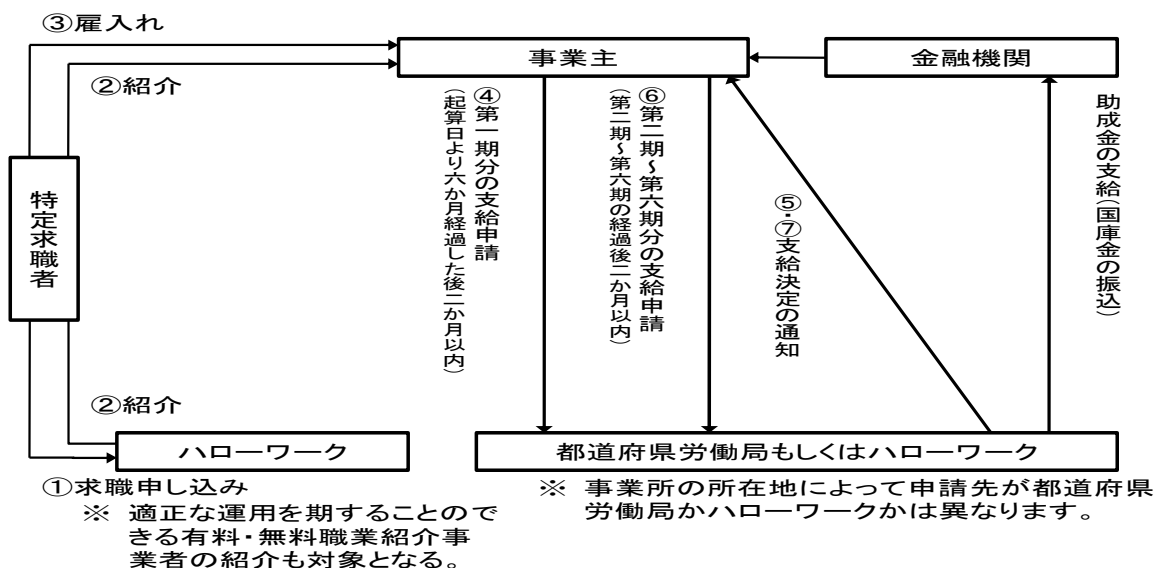 ③雇入れ
事業主
金融機関
②紹介
④第一期分の支給申請
(起算日より六か月経過した後二か月以内)
⑥第二期~第六期分の支給申請
(第二期~第六期の経過後二か月以内)
⑤・⑦支給決定の通知
助成金の支給(国庫金の振込)
特定求職者
②紹介
ハローワーク
都道府県労働局もしくはハローワーク
①求職申し込み
※ 適正な運用を期することので
きる有料・無料職業紹介事
業者の紹介も対象となる。
※ 事業所の所在地によって申請先が都道府県
労働局かハローワークかは異なります。